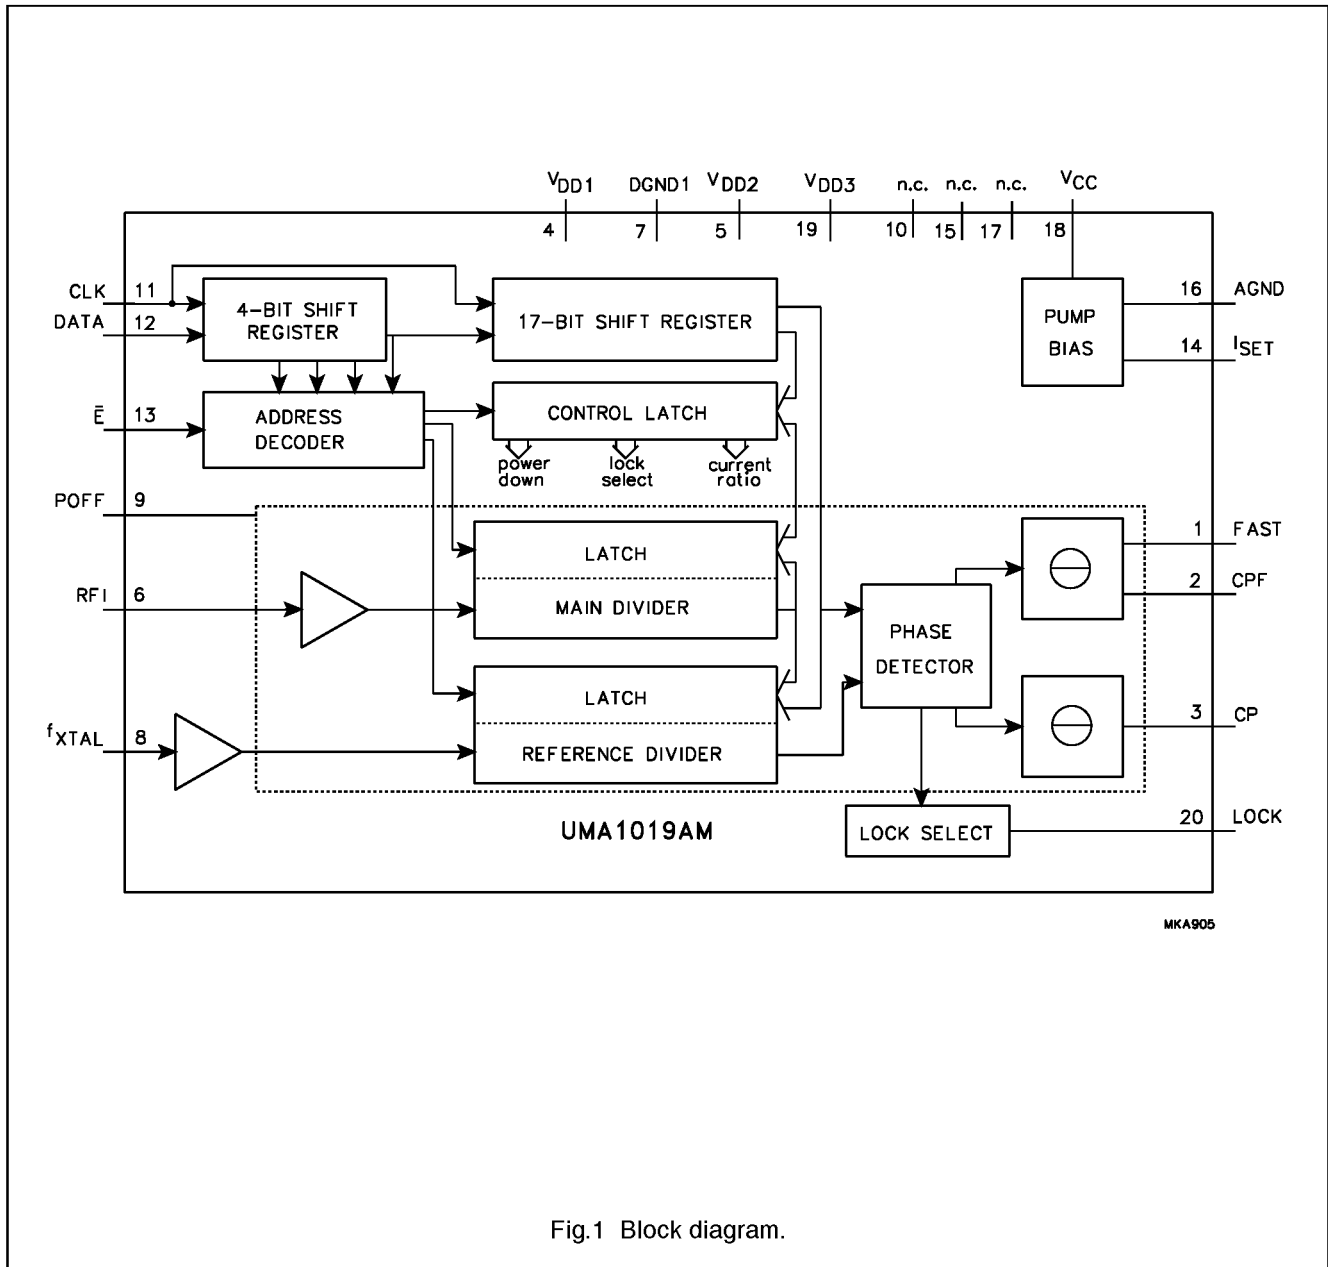 VDD1 DGND1 VDD2 VDD3 n.c. n.c. n.c. VCC
4 7 5 19 10 15 17 18
CLK 11
DATA 12
4-BIT SHIFT
REGISTER
17-BIT SHIFT REGISTER
PUMP
BIAS
16 AGND
14 ISET
E̅ 13
ADDRESS
DECODER
CONTROL LATCH
power
down
lock
select
current
ratio
POFF 9
LATCH
MAIN DIVIDER
RFI 6
PHASE
DETECTOR
1 FAST
2 CPF
LATCH
REFERENCE DIVIDER
fXTAL 8
3 CP
LOCK SELECT
20 LOCK
UMA1019AM
MKA905
Fig.1 Block diagram.